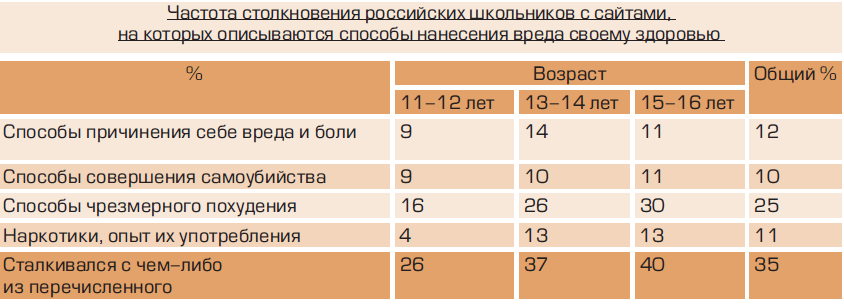 Частота столкновения российских школьников с сайтами,
на которых описываются способы нанесения вреда своему здоровью
% Возраст Общий %
11–12 лет 13–14 лет 15–16 лет
Способы причинения себе вреда и боли 9 14 11 12
Способы совершения самоубийства 9 10 11 10
Способы чрезмерного похудения 16 26 30 25
Наркотики, опыт их употребления 4 13 13 11
Сталкивался с чем–либо 26 37 40 35
из перечисленного